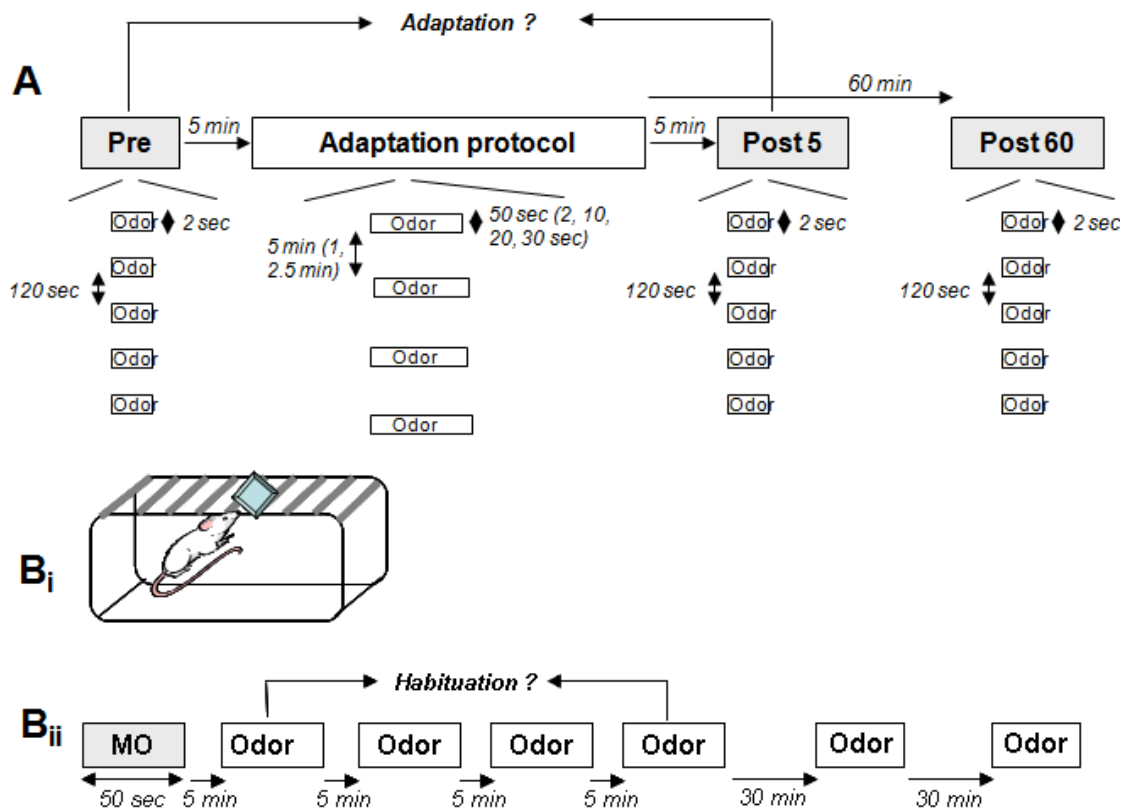 Adaptation ?
A
60 min
Pre
5 min
Adaptation protocol
5 min
Post 5
Post 60
Odor
2 sec
Odor
120 sec
Odor
Odor
Odor
Odor
50 sec (2, 10,
20, 30 sec)
5 min (1,
2.5 min)
Odor
Odor
Odor
Odor
2 sec
Odor
120 sec
Odor
Odor
Odor
Odor
2 sec
Odor
120 sec
Odor
Odor
Odor
Bi
Habituation ?
Bii
MO
Odor
Odor
Odor
Odor
Odor
Odor
50 sec
5 min
5 min
5 min
5 min
30 min
30 min